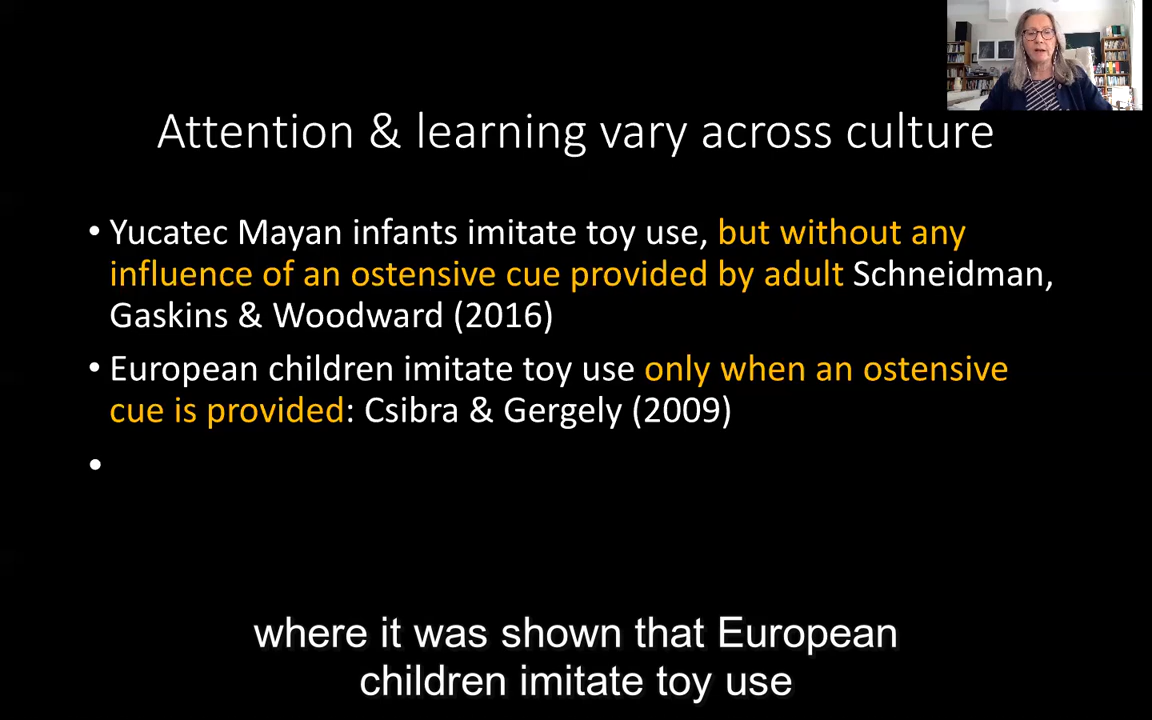 Attention & learning vary across culture
• Yucatec Mayan infants imitate toy use, but without any
influence of an ostensive cue provided by adult Schneidman,
Gaskins & Woodward (2016)
• European children imitate toy use only when an ostensive
cue is provided: Csibra & Gergely (2009)
•
where it was shown that European
children imitate toy use